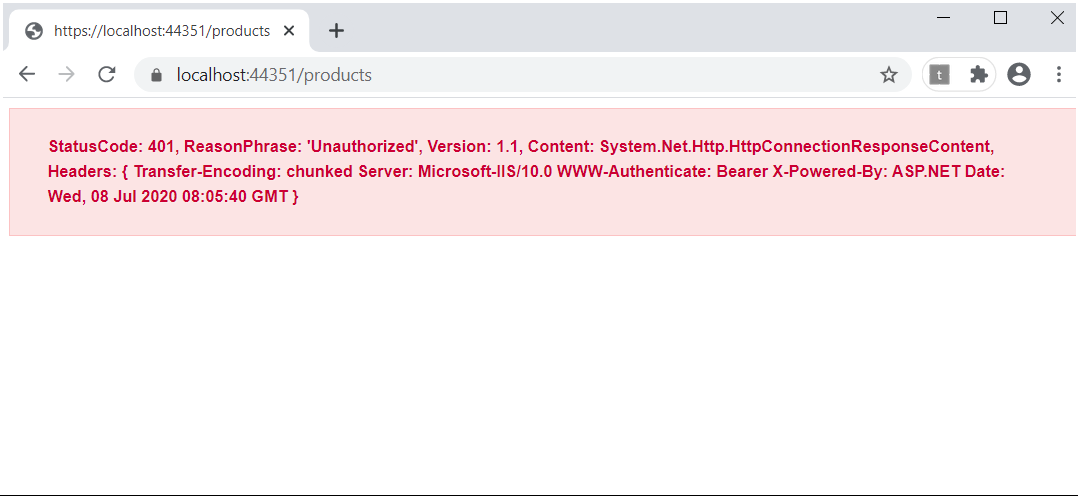 https://localhost:44351/products
localhost:44351/products
t
StatusCode: 401, ReasonPhrase: 'Unauthorized', Version: 1.1, Content: System.Net.Http.HttpConnectionResponseContent,
Headers: { Transfer-Encoding: chunked Server: Microsoft-IIS/10.0 WWW-Authenticate: Bearer X-Powered-By: ASP.NET Date:
Wed, 08 Jul 2020 08:05:40 GMT }